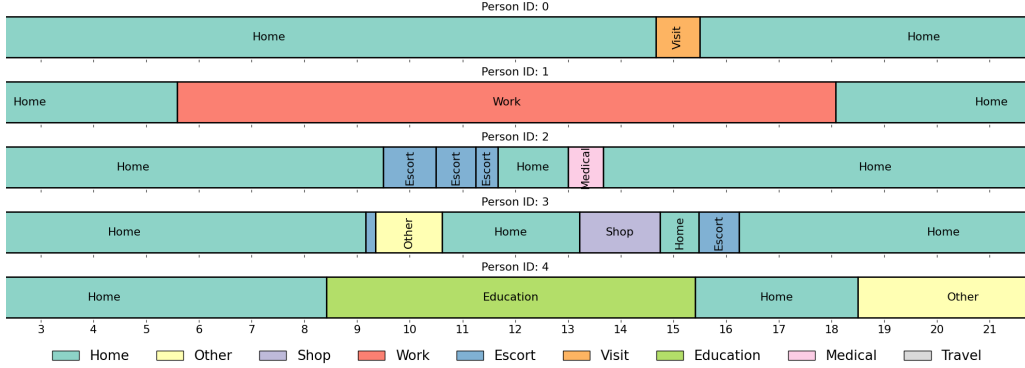 Person ID: 0
Home Visit Home
Person ID: 1
Home Work Home
Person ID: 2
Home Escort Escort Escort Home Medical Home
Person ID: 3
Home Other Home Shop Home Escort Home
Person ID: 4
Home Education Home Other
3 4 5 6 7 8 9 10 11 12 13 14 15 16 17 18 19 20 21
Home Other Shop Work Escort Visit Education Medical Travel